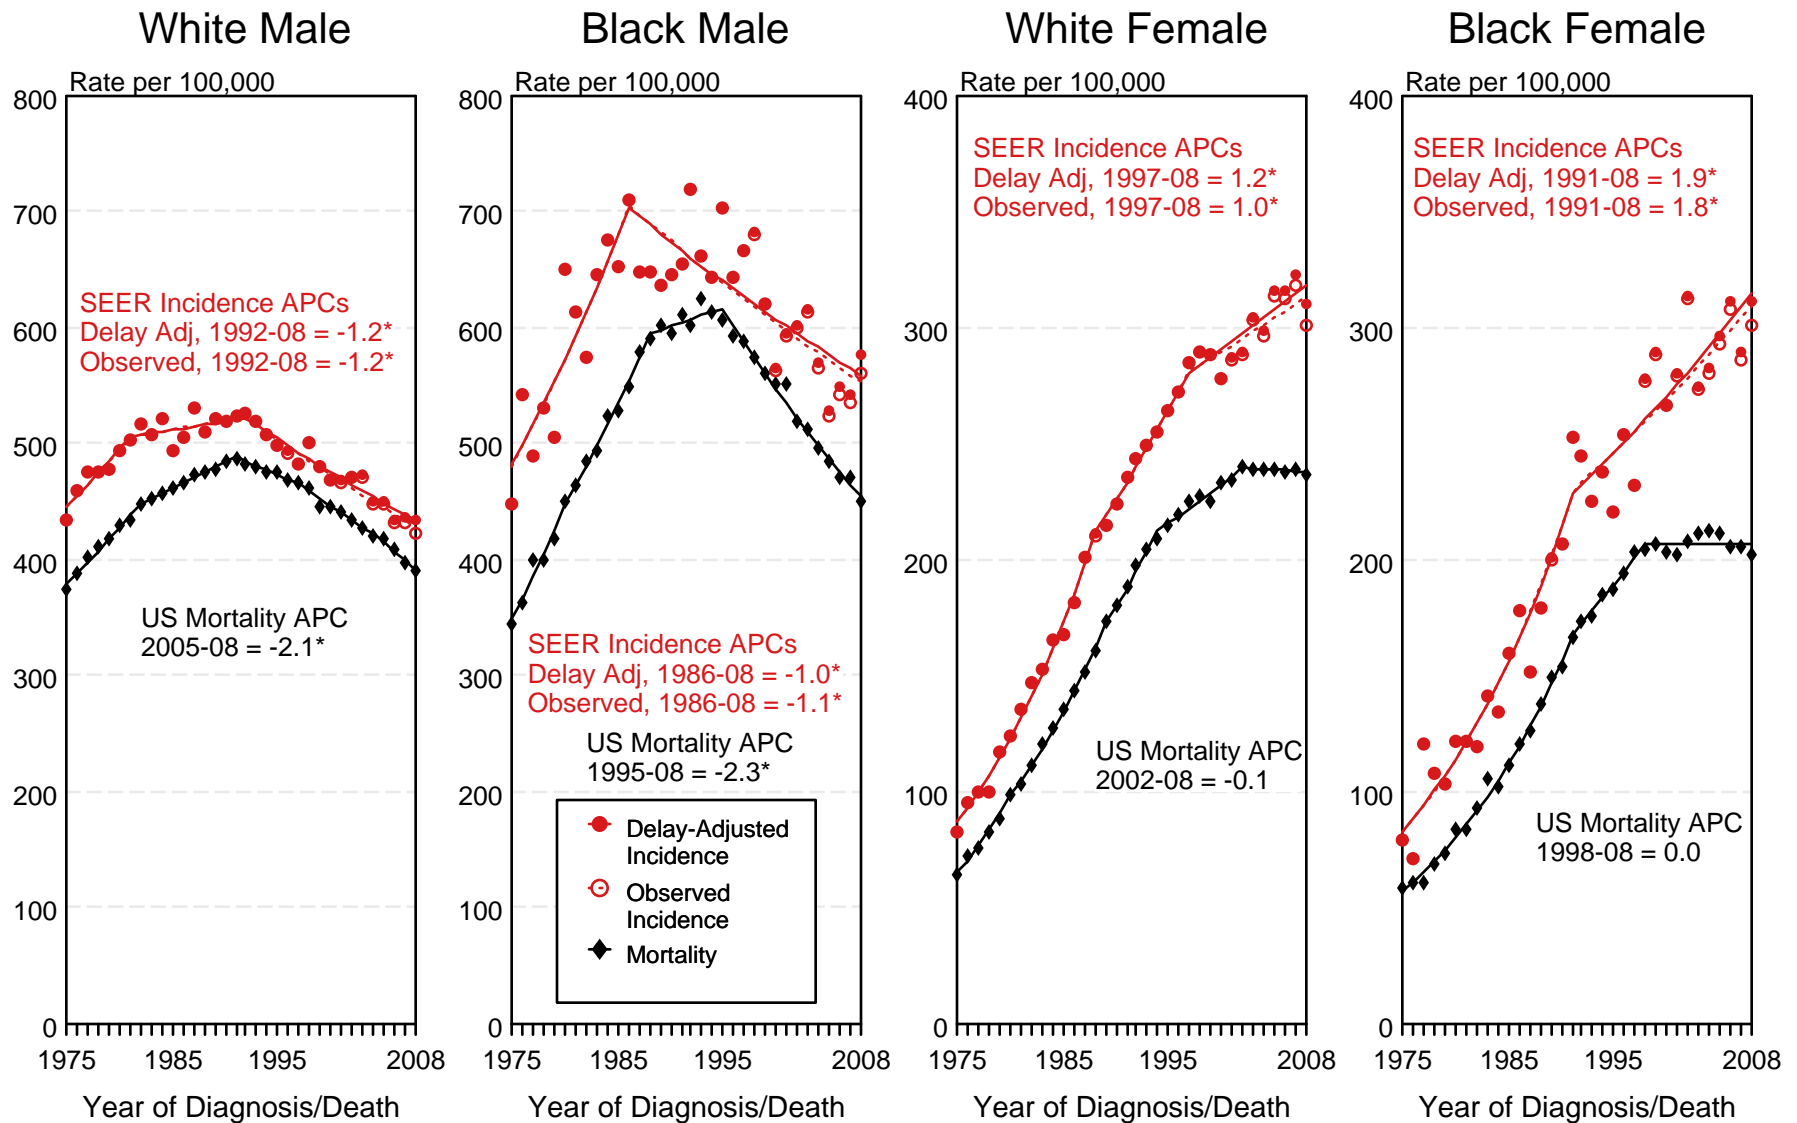 White Male
Rate per 100,000
800
700
600
500
400
300
200
100
0
SEER Incidence APCs
Delay Adj, 1992-08 = -1.2*
Observed, 1992-08 = -1.2*
US Mortality APC
2005-08 = -2.1*
1975
1985
1995
2008
Year of Diagnosis/Death
Black Male
Rate per 100,000
800
700
600
500
400
300
200
100
0
SEER Incidence APCs
Delay Adj, 1986-08 = -1.0*
Observed, 1986-08 = -1.1*
US Mortality APC
1995-08 = -2.3*
Delay-Adjusted
Incidence
Observed
Incidence
Mortality
1975
1985
1995
2008
Year of Diagnosis/Death
White Female
Rate per 100,000
400
300
200
100
0
SEER Incidence APCs
Delay Adj, 1997-08 = 1.2*
Observed, 1997-08 = 1.0*
US Mortality APC
2002-08 = -0.1
1975
1985
1995
2008
Year of Diagnosis/Death
Black Female
Rate per 100,000
400
300
200
100
0
SEER Incidence APCs
Delay Adj, 1991-08 = 1.9*
Observed, 1991-08 = 1.8*
US Mortality APC
1998-08 = 0.0
1975
1985
1995
2008
Year of Diagnosis/Death